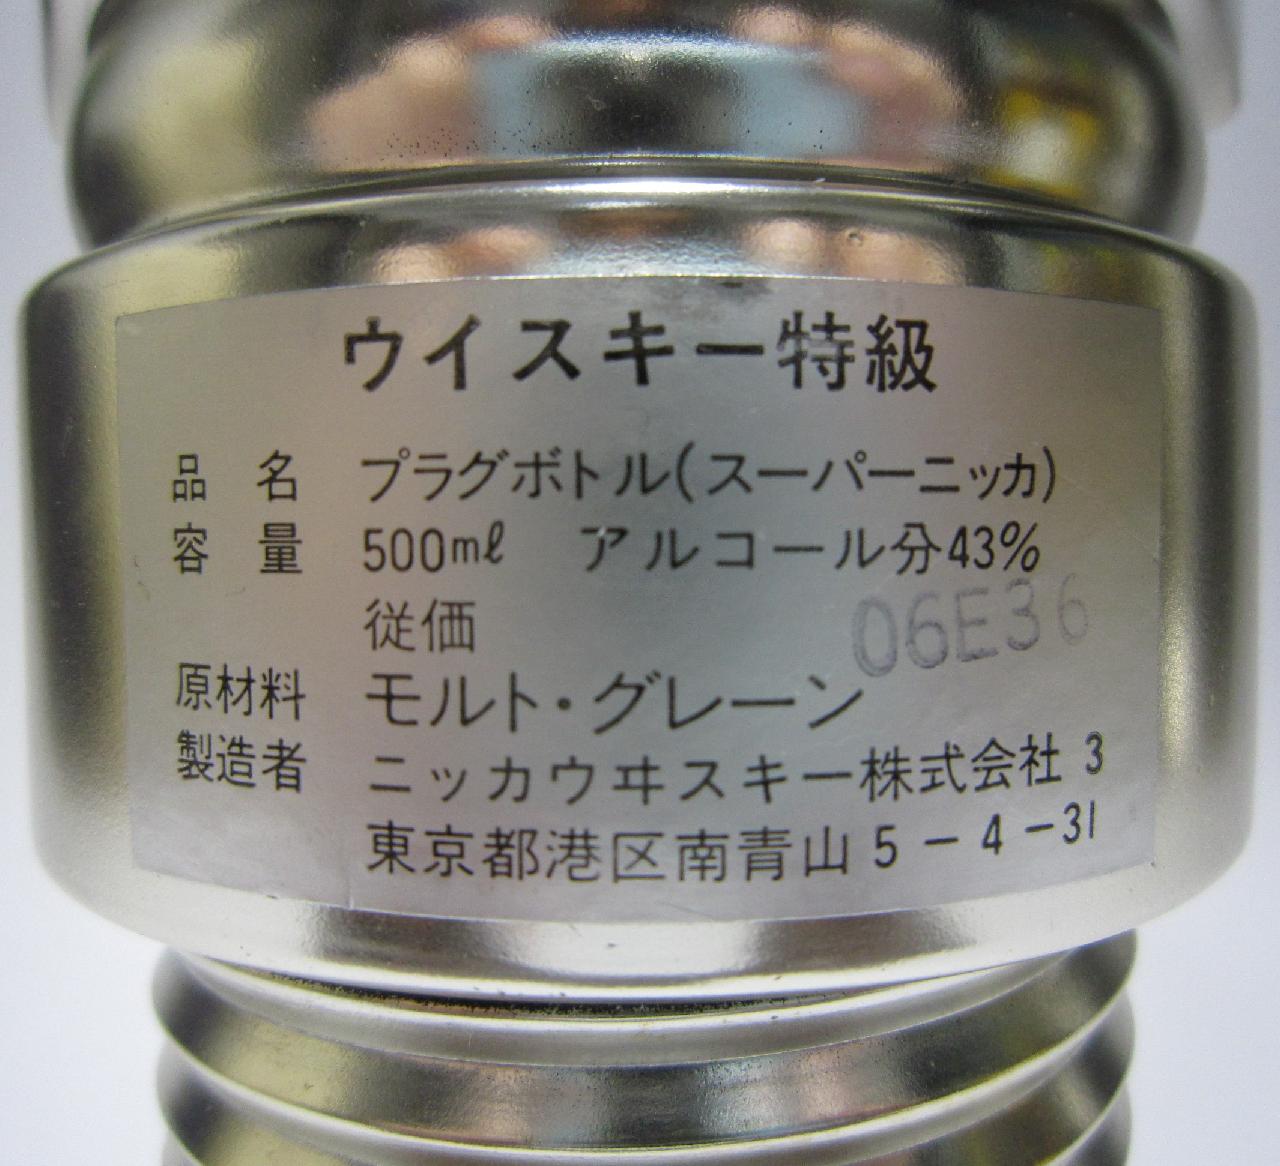 ウイスキー特級
品名 プラグボトル(スーパーニッカ)
容量 500ml アルコール分43%
従価
06E36
原材料 モルト・グレーン
製造者 ニッカウヰスキー株式会社 3
東京都港区南青山 5-4-31